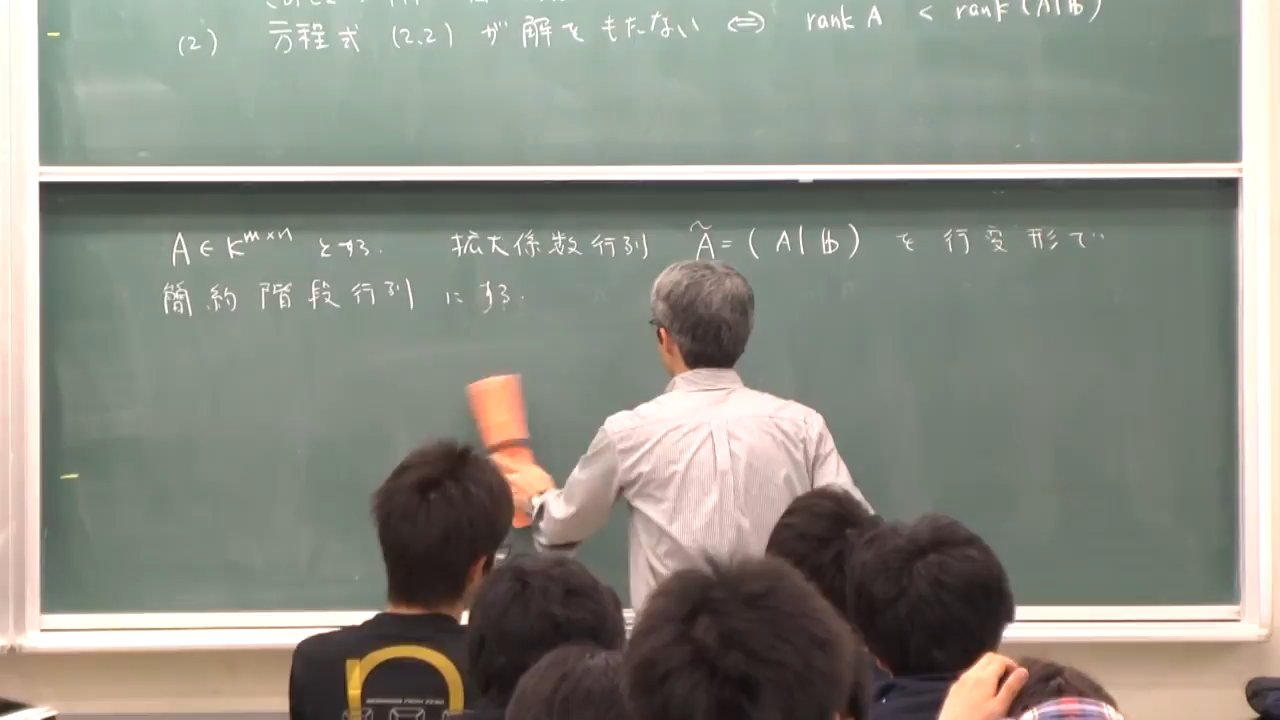 (2) 方程式 (2.2) が解をもたない ⇔ rank A < rank (A|b)
A ∈ K^{m×n} とする. 拡大係数行列 Ã = (A|b) を行変形で
簡約階段行列にする.